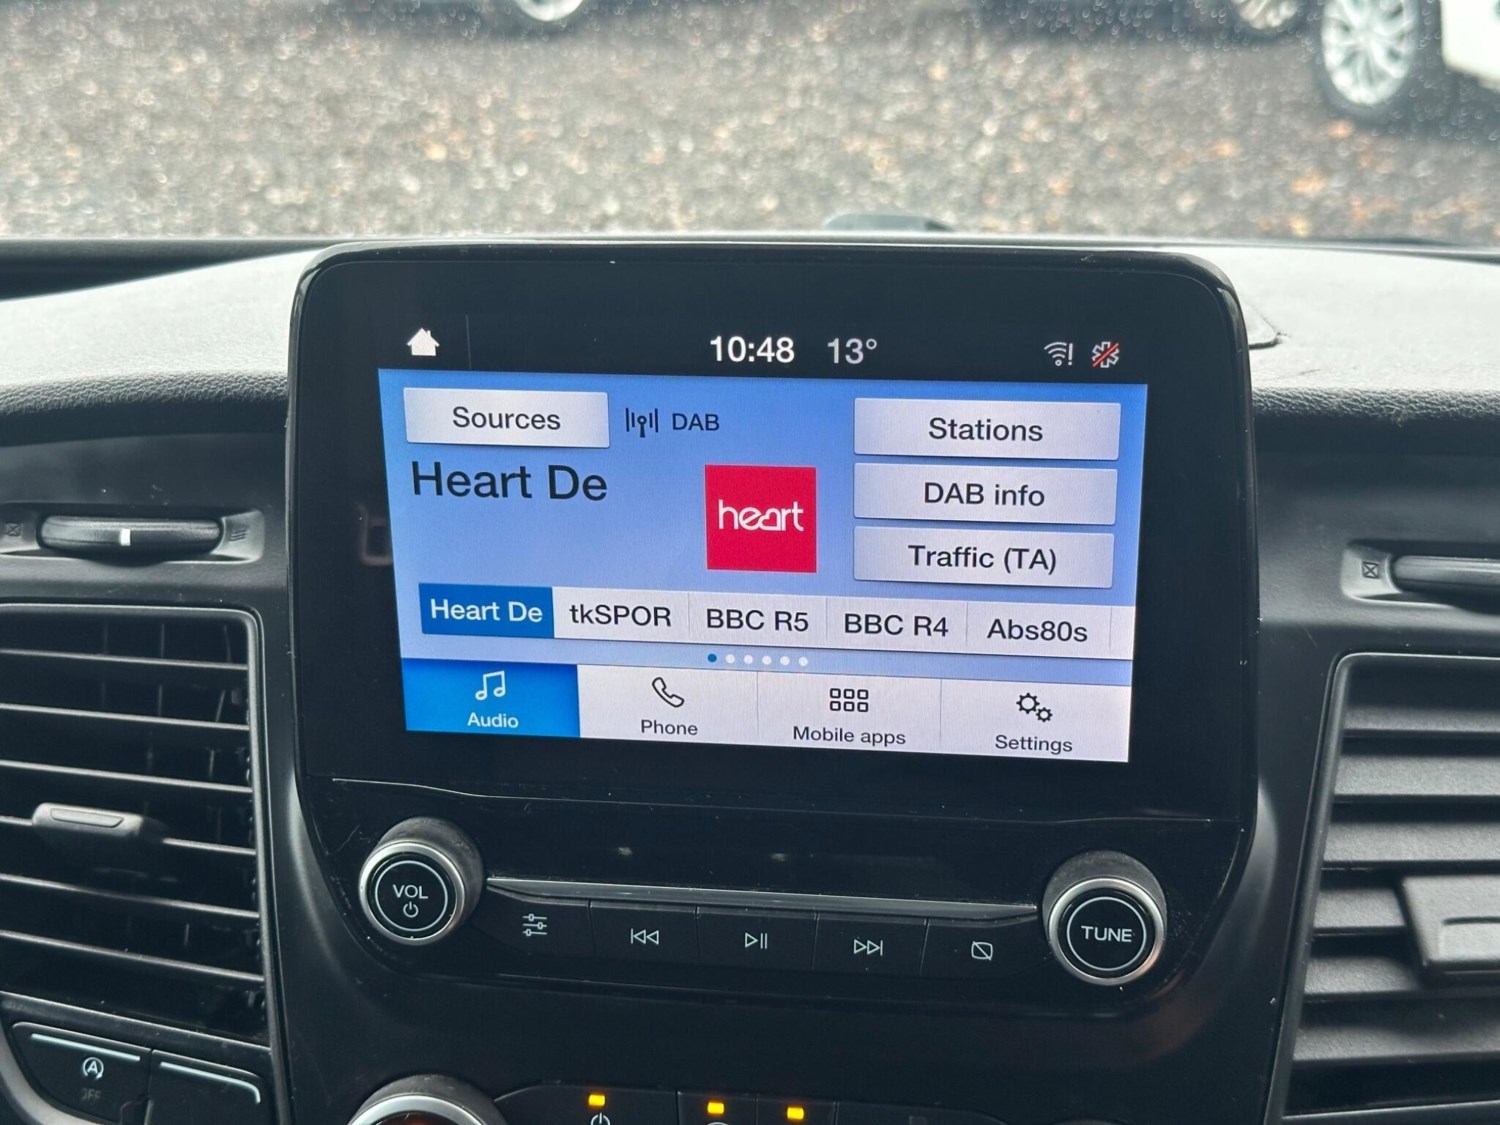 10:48 13°
Sources DAB Stations
Heart De
heart
DAB info
Traffic (TA)
Heart De tkSPOR BBC R5 BBC R4 Abs80s
Audio Phone Mobile apps Settings
VOL
TUNE
A
OFF